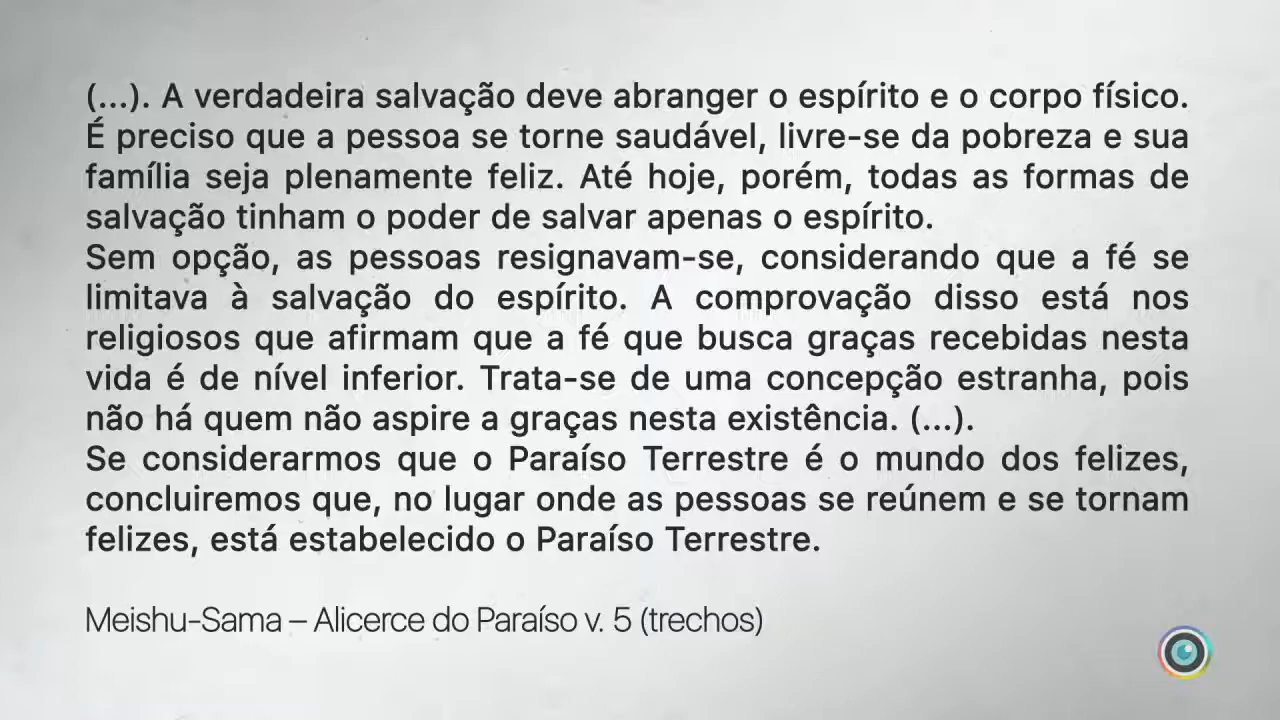 (...). A verdadeira salvação deve abranger o espírito e o corpo físico.
É preciso que a pessoa se torne saudável, livre-se da pobreza e sua
família seja plenamente feliz. Até hoje, porém, todas as formas de
salvação tinham o poder de salvar apenas o espírito.
Sem opção, as pessoas resignavam-se, considerando que a fé se
limitava à salvação do espírito. A comprovação disso está nos
religiosos que afirmam que a fé que busca graças recebidas nesta
vida é de nível inferior. Trata-se de uma concepção estranha, pois
não há quem não aspire a graças nesta existência. (...).
Se considerarmos que o Paraíso Terrestre é o mundo dos felizes,
concluiremos que, no lugar onde as pessoas se reúnem e se tornam
felizes, está estabelecido o Paraíso Terrestre.
Meishu-Sama – Alicerce do Paraíso v. 5 (trechos)